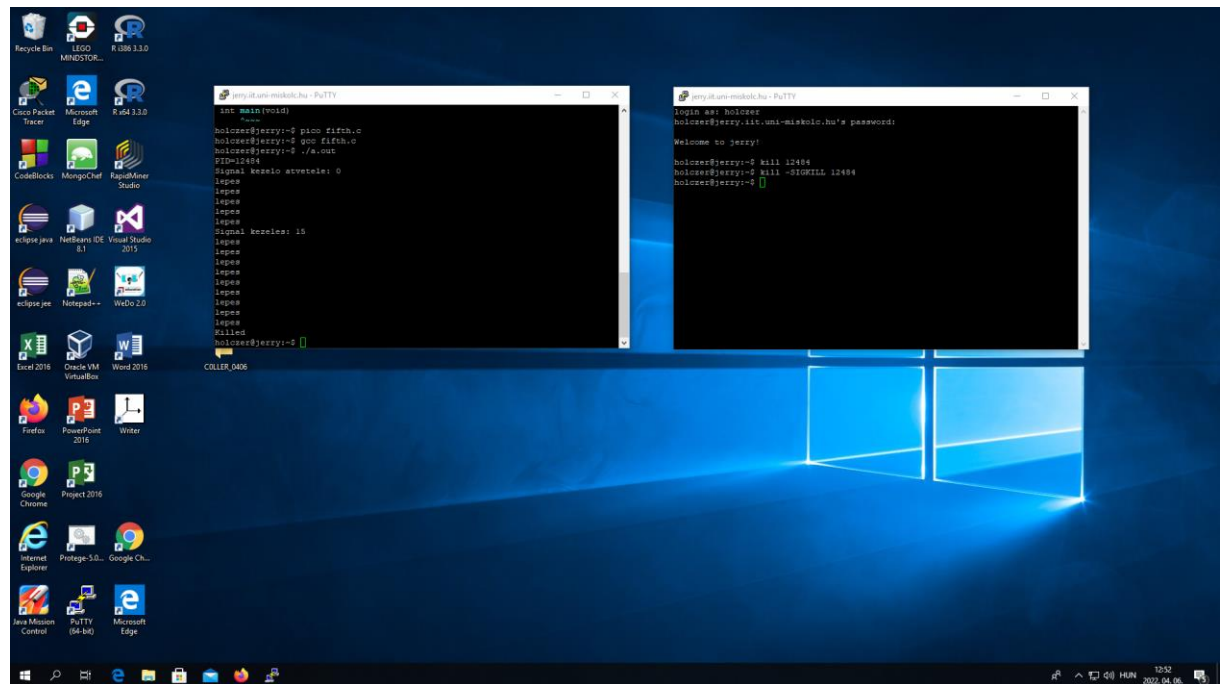 Recycle Bin
LEGO
MINDSTOR...
R i386 3.3.0
Cisco Packet
Tracer
Microsoft
Edge
R x64 3.3.0
CodeBlocks
MongoChef
RapidMiner
Studio
eclipse java
NetBeans IDE
8.1
Visual Studio
2015
eclipse jee
Notepad++
WeDo 2.0
Excel 2016
Oracle VM
VirtualBox
Word 2016
Firefox
PowerPoint
2016
Writer
Google
Chrome
Project 2016
Internet
Explorer
Protege-5.0...
Google Ch...
Java Mission
Control
PuTTY
(64-bit)
Microsoft
Edge
COLLER_0406
jerry.iit.uni-miskolc.hu - PuTTY
int main(void)
^~~~
holczer@jerry:~$ pico fifth.c
holczer@jerry:~$ gcc fifth.c
holczer@jerry:~$ ./a.out
PID=12484
Signal kezelo atvetele: 0
lepes
lepes
lepes
lepes
lepes
Signal kezeles: 15
lepes
lepes
lepes
lepes
lepes
lepes
lepes
lepes
lepes
Killed
holczer@jerry:~$
jerry.iit.uni-miskolc.hu - PuTTY
login as: holczer
holczer@jerry.iit.uni-miskolc.hu's password:
Welcome to jerry!
holczer@jerry:~$ kill 12484
holczer@jerry:~$ kill -SIGKILL 12484
holczer@jerry:~$
HUN
12:52
2022. 04. 06.